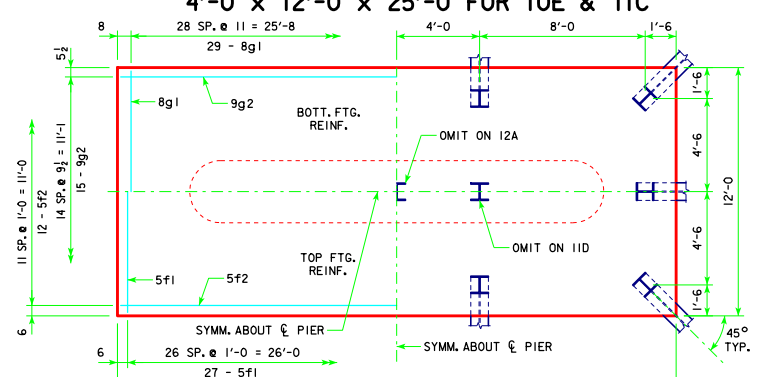 4'-0 x 12'-0 x 25'-0 FOR 10E & 11C
8
28 SP. @ 11 = 25'-8
29 - 8g1
4'-0
8'-0
1'-6
5 1/2
8g1
9g2
BOTT. FTG.
REINF.
OMIT ON 12A
1'-6
4'-6
12'-0
4'-6
1'-6
11 SP. @ 1'-0 = 11'-0
12 - 5f2
14 SP. @ 9 1/2 = 11'-1
15 - 9g2
OMIT ON 11D
TOP FTG.
REINF.
5f1
5f2
6
SYMM. ABOUT ℄ PIER
SYMM. ABOUT ℄ PIER
45°
TYP.
6
26 SP. @ 1'-0 = 26'-0
27 - 5f1